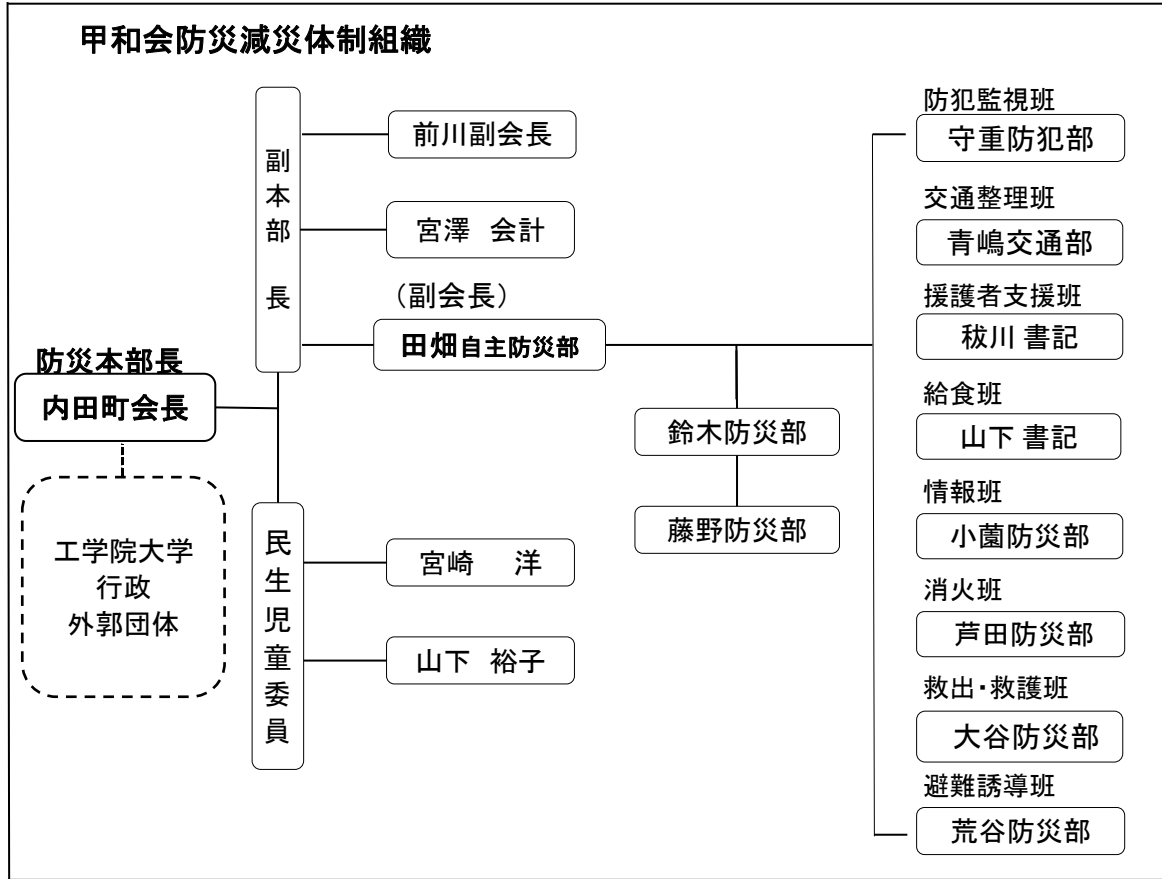 甲和会防災減災体制組織
副本部長
前川副会長
宮澤 会計
(副会長)
田畑自主防災部
防災本部長
内田町会長
工学院大学
行政
外郭団体
民生児童委員
宮崎 洋
山下 裕子
鈴木防災部
藤野防災部
防犯監視班
守重防犯部
交通整理班
青嶋交通部
援護者支援班
秡川 書記
給食班
山下 書記
情報班
小薗防災部
消火班
芦田防災部
救出・救護班
大谷防災部
避難誘導班
荒谷防災部